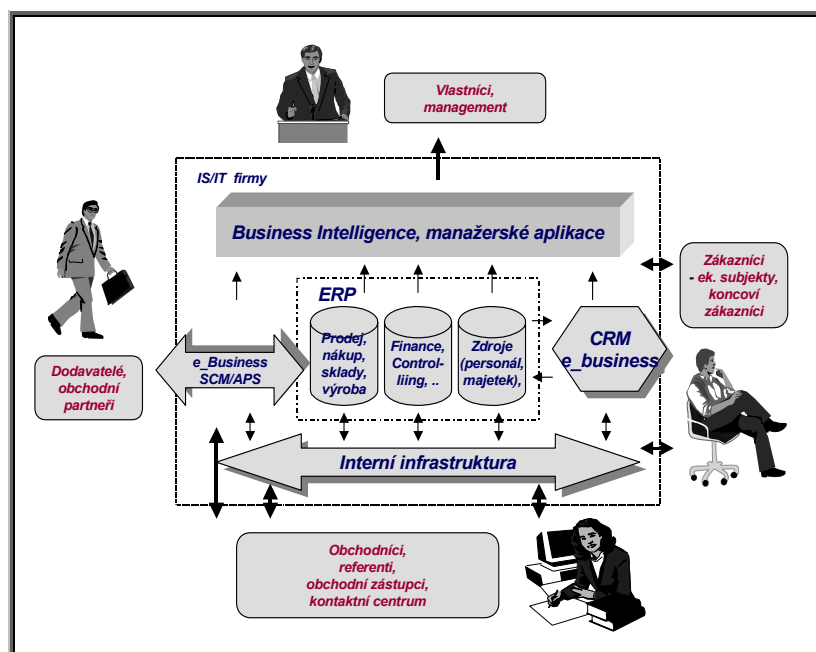 Vlastníci,
management
IS/IT firmy
Business Intelligence, manažerské aplikace
Zákazníci
- ek. subjekty,
koncoví
zákazníci
ERP
Prodej,
nákup,
sklady,
výroba
Finance,
Control-
liing, ..
Zdroje
(personál,
majetek),
CRM
e_business
e_Business
SCM/APS
Dodavatelé,
obchodní
partneři
Interní infrastruktura
Obchodníci,
referenti,
obchodní zástupci,
kontaktní centrum